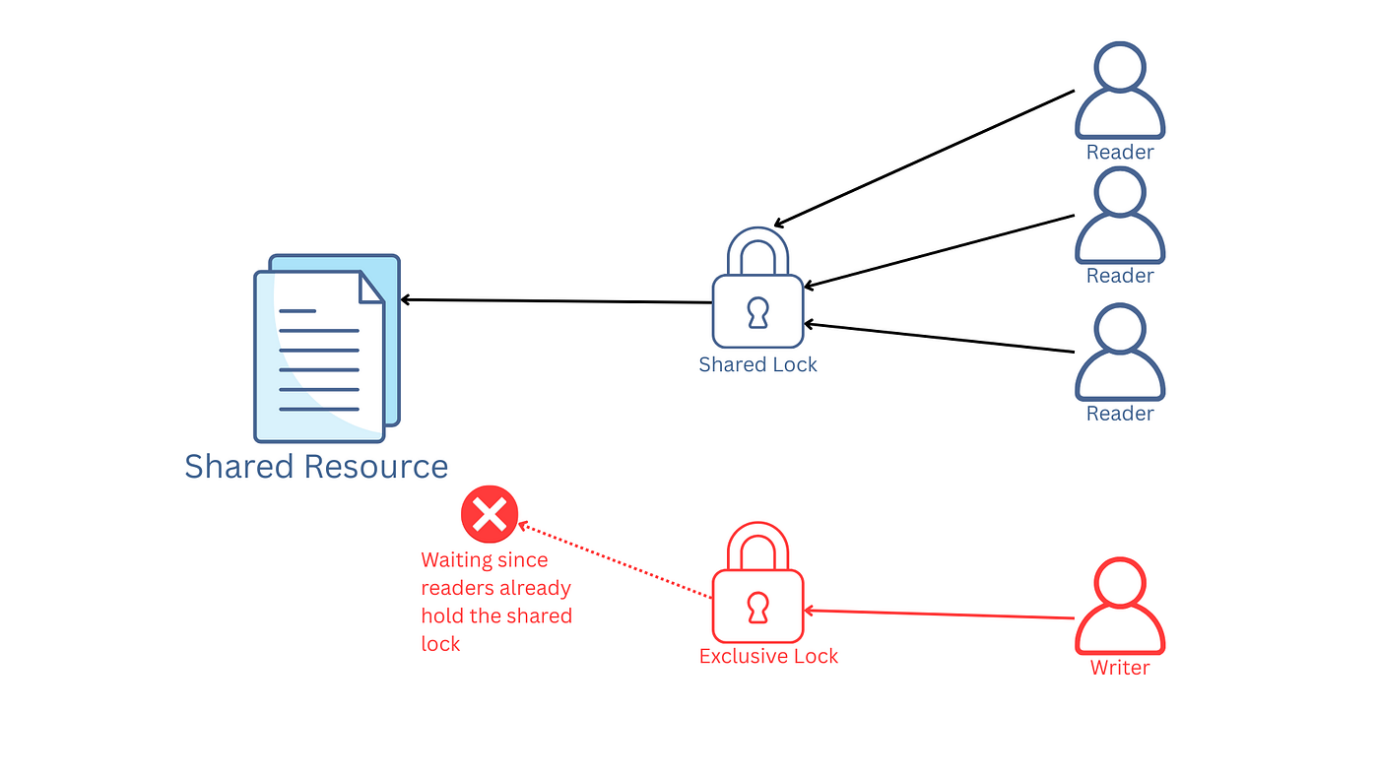 Reader
Reader
Shared Lock
Reader
Shared Resource
Waiting since
readers already
hold the shared
lock
Exclusive Lock
Writer